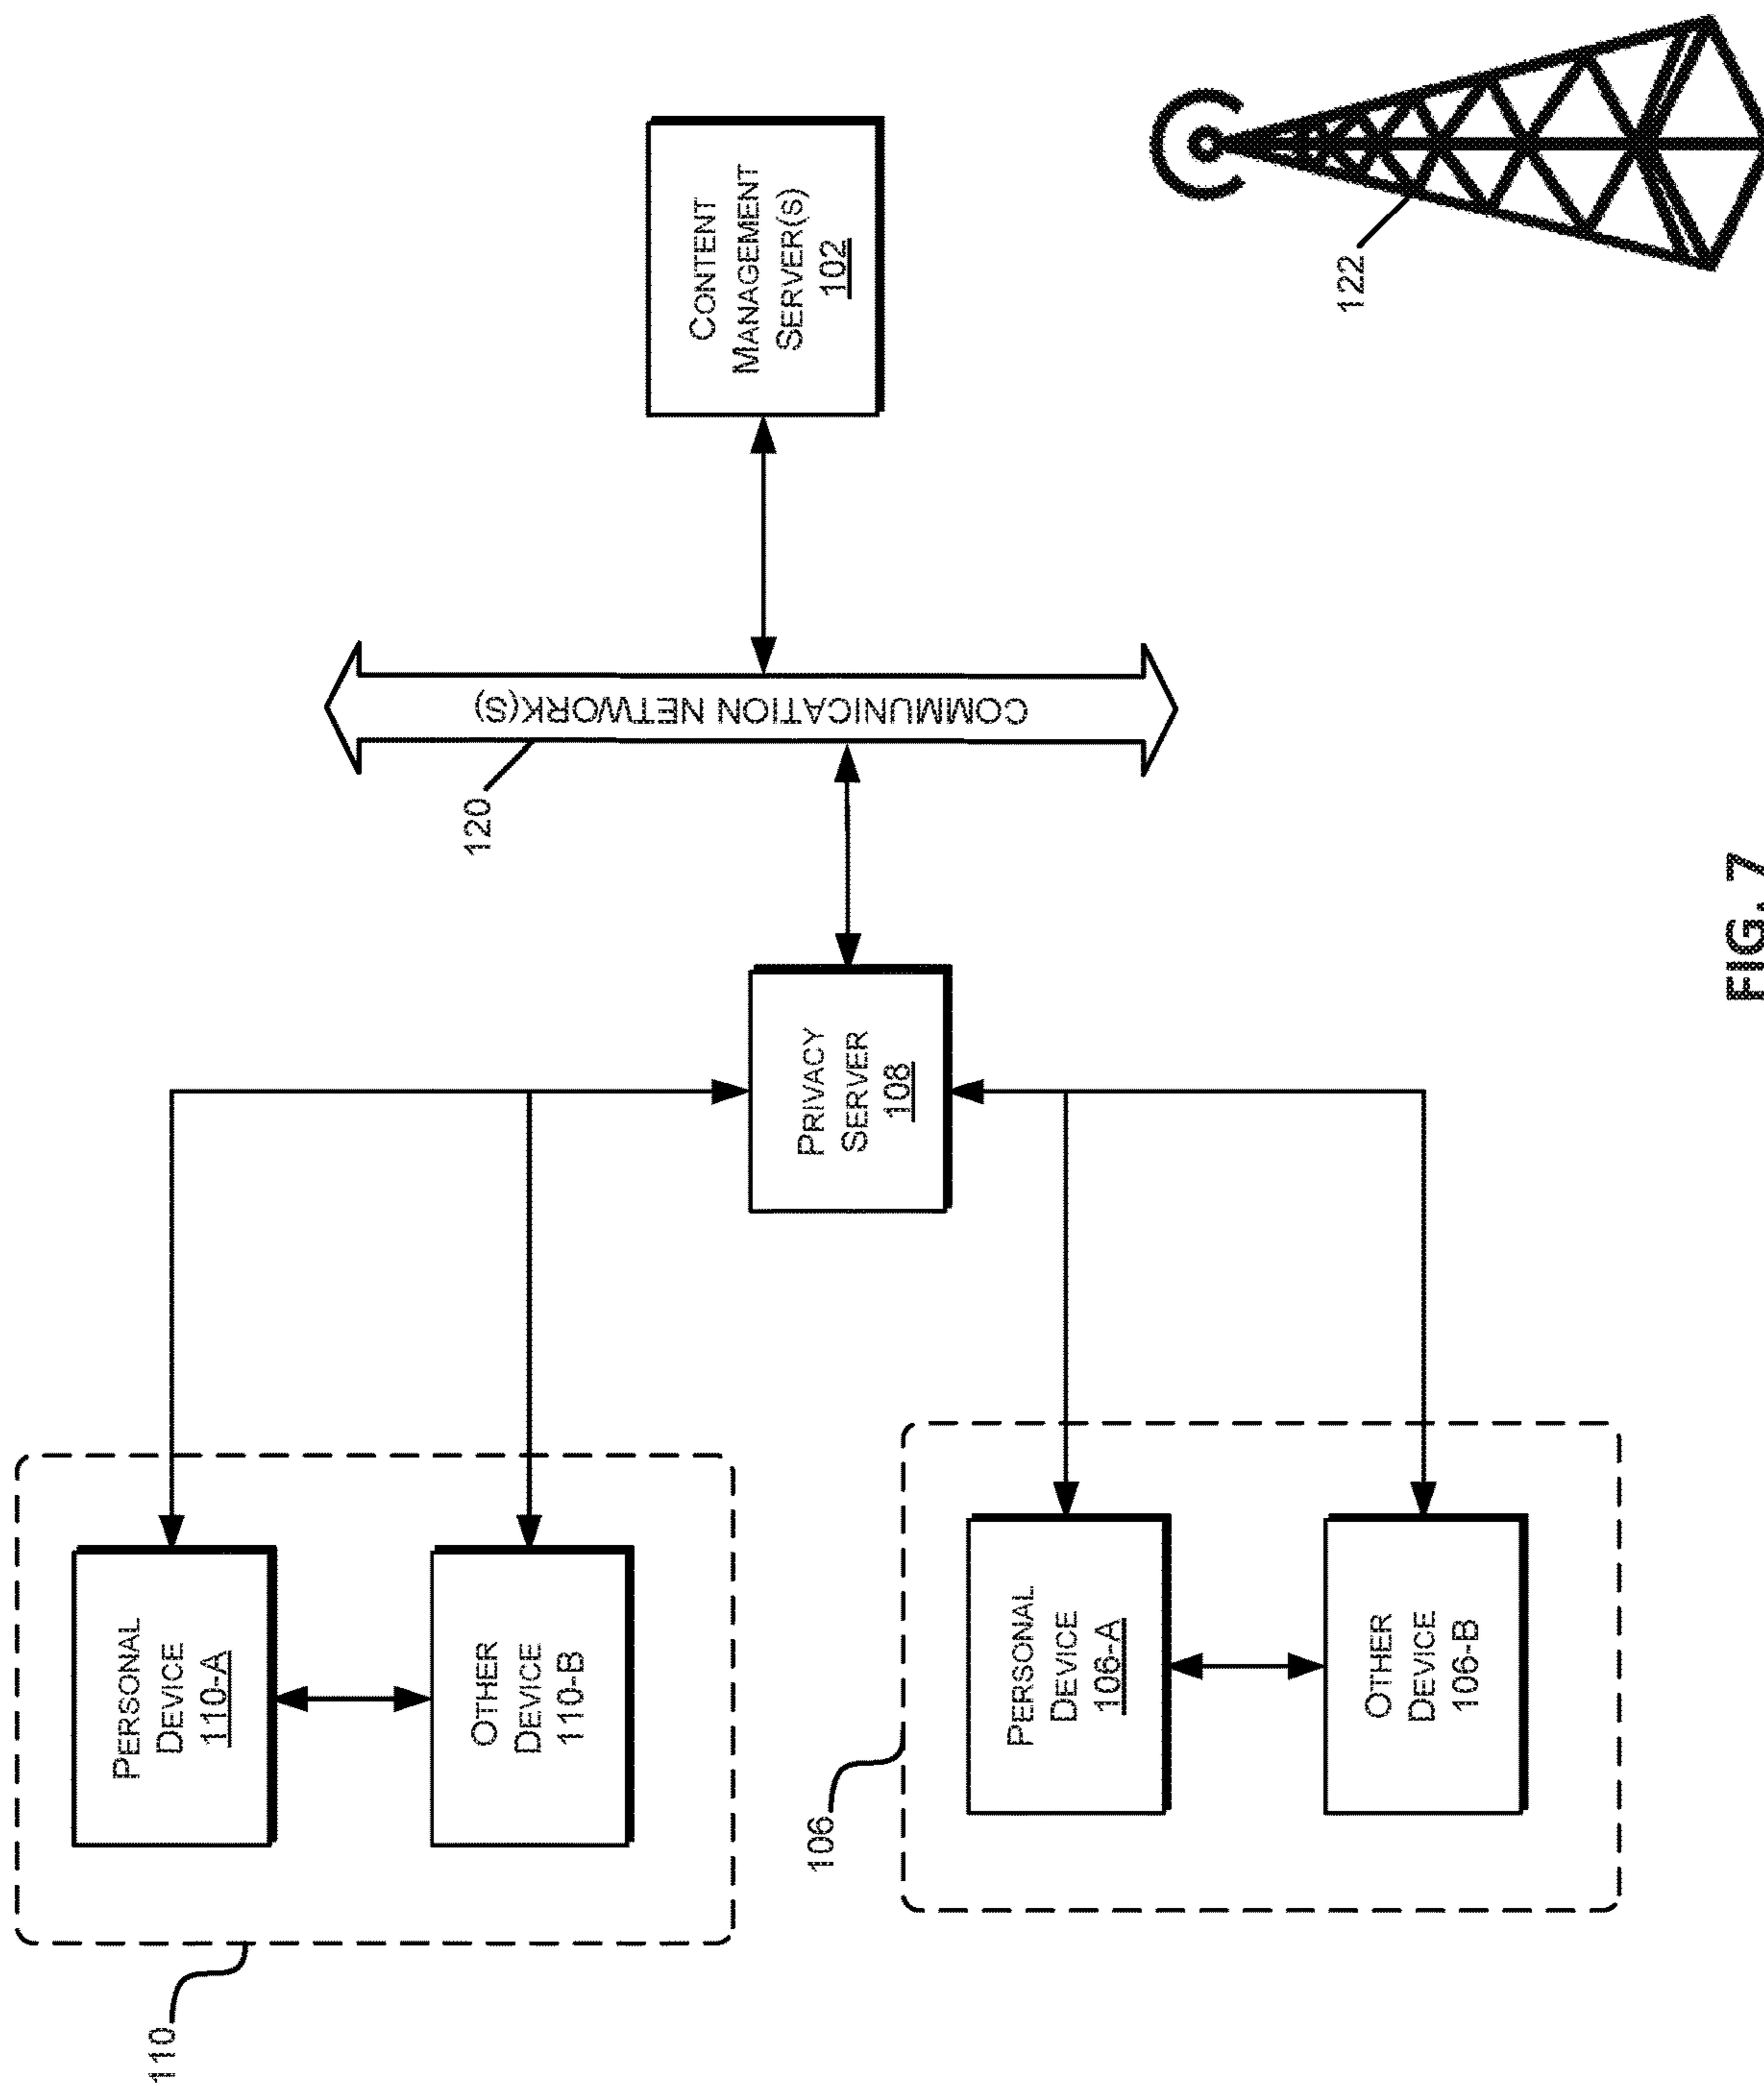 110
PERSONAL
DEVICE
110-A
OTHER
DEVICE
110-B
106
PERSONAL
DEVICE
106-A
OTHER
DEVICE
106-B
PRIVACY
SERVER
108
120
COMMUNICATION NETWORK(S)
CONTENT
MANAGEMENT
SERVER(S)
102
122
FIG. 7